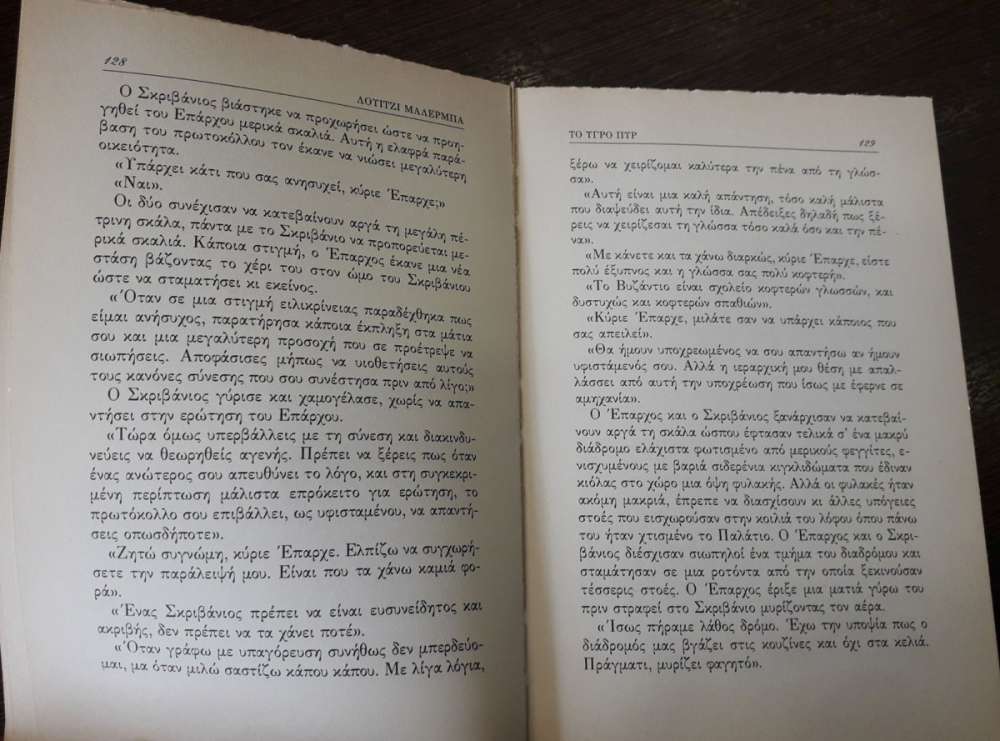 128
ΛΟΥΙΤΖΙ ΜΑΛΕΡΜΠΑ
Ο Σκριβάνιος βιάστηκε να προχωρήσει ώστε να προη-
γηθεί του Επάρχου μερικά σκαλιά. Αυτή η ελαφρά παρά-
βαση του πρωτοκόλλου τον έκανε να νιώσει μεγαλύτερη
οικειότητα.
«Υπάρχει κάτι που σας ανησυχεί, κύριε Έπαρχε;»
«Ναι».
Οι δύο συνέχισαν να κατεβαίνουν αργά τη μεγάλη πέ-
τρινη σκάλα, πάντα με το Σκριβάνιο να προπορεύεται με-
ρικά σκαλιά. Κάποια στιγμή, ο Έπαρχος έκανε μια νέα
στάση βάζοντας το χέρι του στον ώμο του Σκριβάνιου
ώστε να σταματήσει κι εκείνος.
«Όταν σε μια στιγμή ειλικρίνειας παραδέχθηκα πως
είμαι ανήσυχος, παρατήρησα κάποια έκπληξη στα μάτια
σου και μια μεγαλύτερη προσοχή που σε προέτρεψε να
σιωπήσεις. Αποφάσισες μήπως να υιοθετήσεις αυτούς
τους κανόνες σύνεσης που σου συνέστησα πριν από λίγο;»
Ο Σκριβάνιος γύρισε και χαμογέλασε, χωρίς να απα-
ντήσει στην ερώτηση του Επάρχου.
«Τώρα όμως υπερβάλλεις με τη σύνεση και διακινδυ-
νεύεις να θεωρηθείς αγενής. Πρέπει να ξέρεις πως όταν
ένας ανώτερος σου απευθύνει το λόγο, και στη συγκεκρι-
μένη περίπτωση μάλιστα επρόκειτο για ερώτηση, το
πρωτόκολλο σου επιβάλλει, ως υφισταμένου, να απαντή-
σεις οπωσδήποτε».
«Ζητώ συγνώμη, κύριε Έπαρχε. Ελπίζω να συγχωρή-
σετε την παράλειψή μου. Είναι που τα χάνω καμιά φο-
ρά».
«Ένας Σκριβάνιος πρέπει να είναι ευσυνείδητος και
ακριβής, δεν πρέπει να τα χάνει ποτέ».
«Όταν γράφω με υπαγόρευση συνήθως δεν μπερδεύο-
μαι, μα όταν μιλώ σαστίζω κάπου κάπου. Με λίγα λόγια,
ΤΟ ΥΓΡΟ ΠΥΡ
129
ξέρω να χειρίζομαι καλύτερα την πένα από τη γλώσ-
σα».
«Αυτή είναι μια καλή απάντηση, τόσο καλή μάλιστα
που διαψεύδει αυτή την ίδια. Απέδειξες δηλαδή πως ξέ-
ρεις να χειρίζεσαι τη γλώσσα τόσο καλά όσο και την πέ-
να».
«Με κάνετε και τα χάνω διαρκώς, κύριε Έπαρχε, είστε
πολύ έξυπνος και η γλώσσα σας πολύ κοφτερή».
«Το Βυζάντιο είναι σχολείο κοφτερών γλωσσών, και
δυστυχώς και κοφτερών σπαθιών».
«Κύριε Έπαρχε, μιλάτε σαν να υπάρχει κάποιος που
σας απειλεί».
«Θα ήμουν υποχρεωμένος να σου απαντήσω αν ήμουν
υφιστάμενός σου. Αλλά η ιεραρχική μου θέση με απαλ-
λάσσει από αυτή την υποχρέωση που ίσως με έφερνε σε
αμηχανία».
Ο Έπαρχος και ο Σκριβάνιος ξανάρχισαν να κατεβαί-
νουν αργά τη σκάλα ώσπου έφτασαν τελικά σ' ένα μακρύ
διάδρομο ελάχιστα φωτισμένο από μερικούς φεγγίτες, ε-
νισχυμένους με βαριά σιδερένια κιγκλιδώματα που έδιναν
κιόλας στο χώρο μια όψη φυλακής. Αλλά οι φυλακές ήταν
ακόμη μακριά, έπρεπε να διασχίσουν κι άλλες υπόγειες
στοές που εισχωρούσαν στην κοιλιά του λόφου όπου πάνω
του ήταν χτισμένο το Παλάτιο. Ο Έπαρχος και ο Σκρι-
βάνιος διέσχισαν σιωπηλοί ένα τμήμα του διαδρόμου και
σταμάτησαν σε μια ροτόντα από την οποία ξεκινούσαν
τέσσερις στοές. Ο Έπαρχος έριξε μια ματιά γύρω του
πριν στραφεί στο Σκριβάνιο μυρίζοντας τον αέρα.
«Ίσως πήραμε λάθος δρόμο. Έχω την υποψία πως ο
διάδρομός μας βγάζει στις κουζίνες και όχι στα κελιά.
Πράγματι, μυρίζει φαγητό».